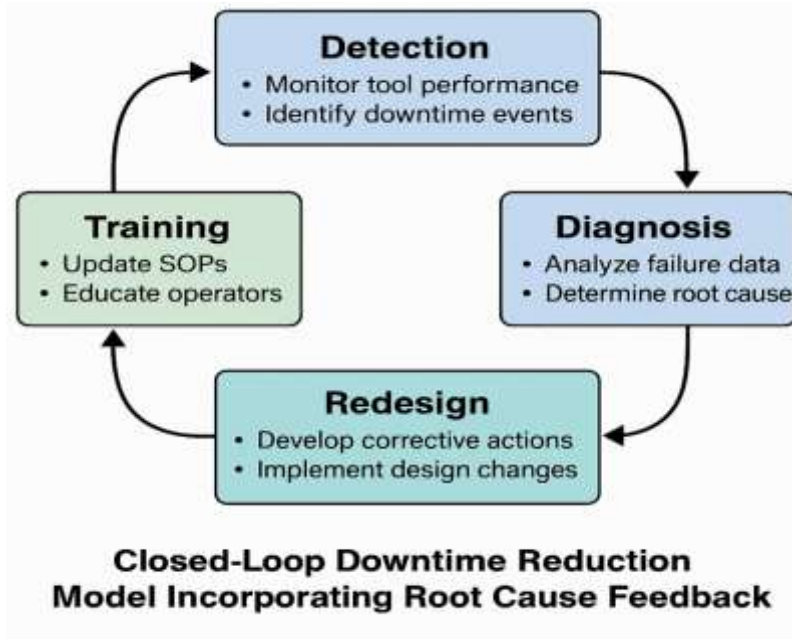 Detection
• Monitor tool performance
• Identify downtime events
Training
• Update SOPs
• Educate operators
Diagnosis
• Analyze failure data
• Determine root cause
Redesign
• Develop corrective actions
• Implement design changes
Closed-Loop Downtime Reduction
Model Incorporating Root Cause Feedback